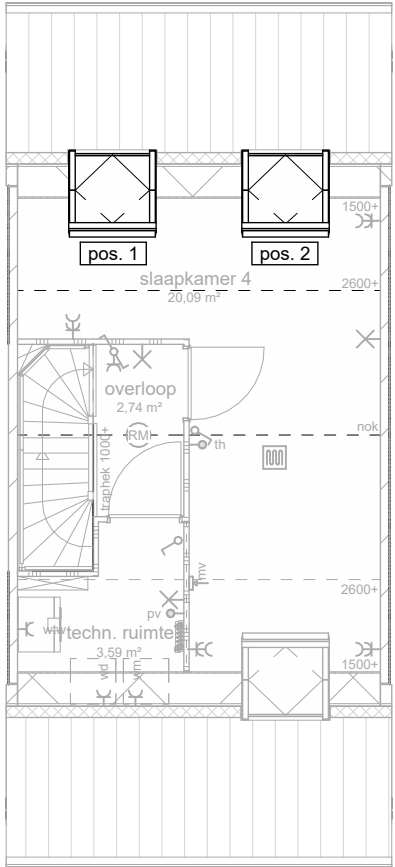 pos. 1
pos. 2
1500+
slaapkamer 4
20,09 m²
2600+
overloop
2,74 m²
nok
RM
th
traphek 1000+
mv
2600+
pv
wtw
techn. ruimte
3,59 m²
1500+
wd
wm